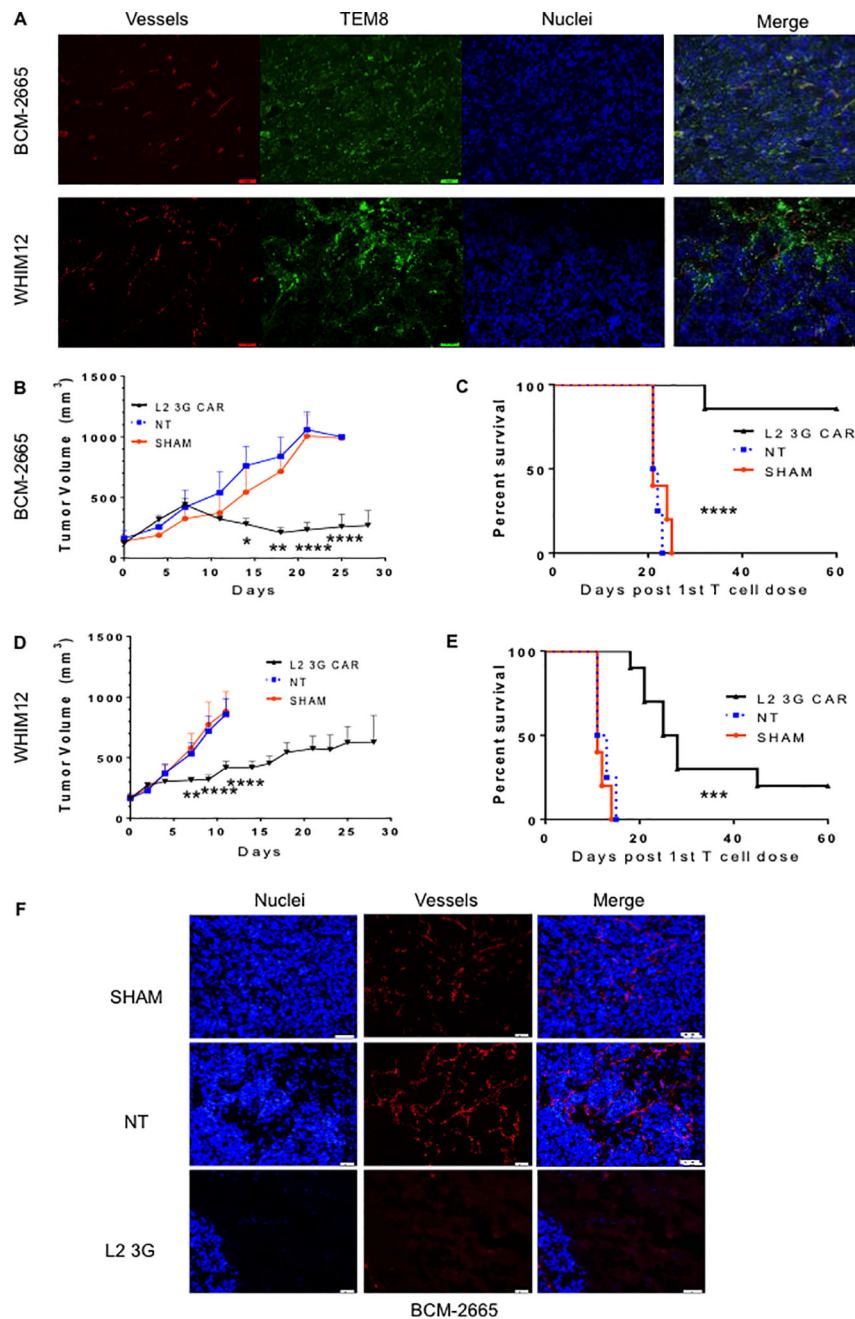 A
Vessels TEM8 Nuclei Merge
BCM-2665
WHIM12
B
BCM-2665
Tumor Volume (mm3)
1500
1000
500
0
L2 3G CAR
NT
SHAM
* ** **** ****
0 5 10 15 20 25 30
Days
C
Percent survival
100
50
0
L2 3G CAR
NT
SHAM
****
0 20 40 60
Days post 1st T cell dose
D
WHIM12
Tumor Volume (mm3)
1500
1000
500
0
L2 3G CAR
NT
SHAM
** **** ****
0 5 10 15 20 25 30
Days
E
Percent survival
100
50
0
L2 3G CAR
NT
SHAM
***
0 20 40 60
Days post 1st T cell dose
F
Nuclei Vessels Merge
SHAM
NT
L2 3G
BCM-2665